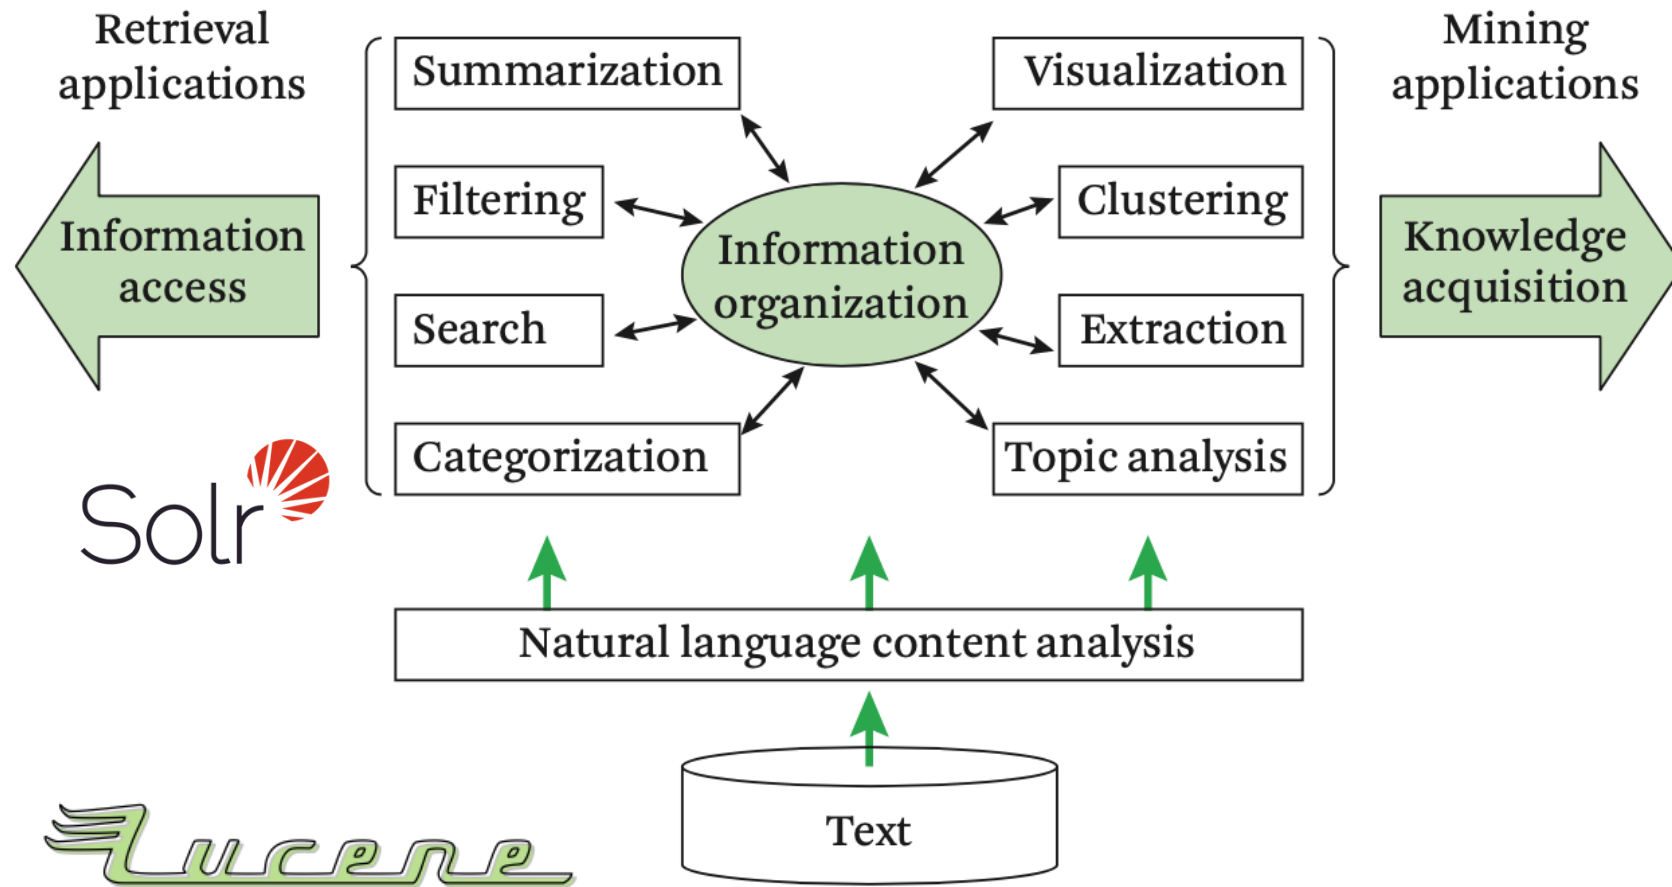 Retrieval
applications
Summarization
Visualization
Mining
applications
Filtering
Clustering
Information
access
Information
organization
Knowledge
acquisition
Search
Extraction
Categorization
Topic analysis
Solr
Natural language content analysis
Text
Lucene